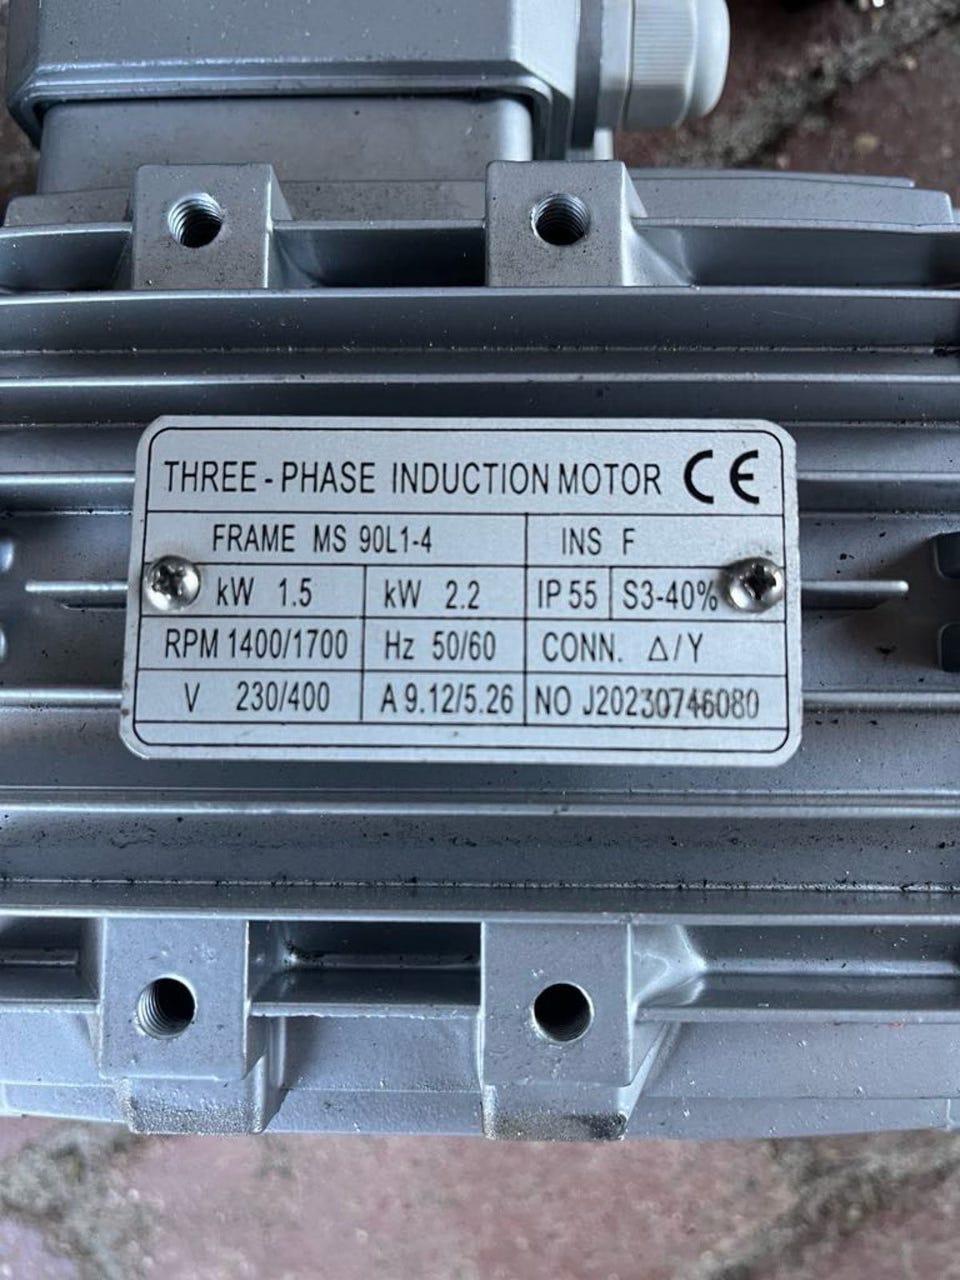 THREE-PHASE INDUCTION MOTOR CE
FRAME MS 90L1-4 INS F
kW 1.5 kW 2.2 IP 55 S3-40%
RPM 1400/1700 Hz 50/60 CONN. Δ/Y
V 230/400 A 9.12/5.26 NO J20230746080